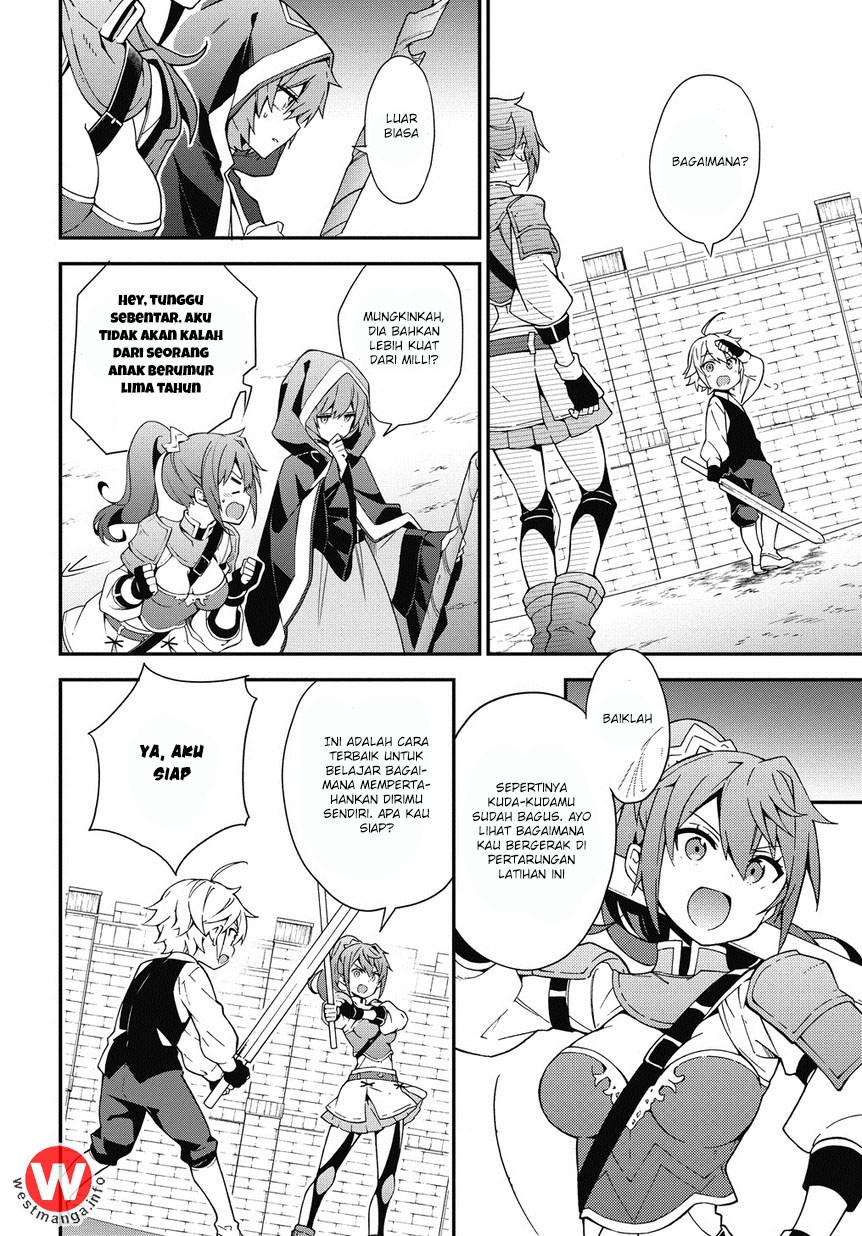 BAGAIMANA?
LUAR
BIASA
MUNGKINKAH,
DIA BAHKAN
LEBIH KUAT
DARI MILLI?
HEY, TUNGGU
SEBENTAR. AKU
TIDAK AKAN KALAH
DARI SEORANG
ANAK BERUMUR
LIMA TAHUN
BAIKLAH
SEPERTINYA
KUDA-KUDAMU
SUDAH BAGUS. AYO
LIHAT BAGAIMANA
KAU BERGERAK DI
PERTARUNGAN
LATIHAN INI
INI ADALAH CARA
TERBAIK UNTUK
BELAJAR BAGAI-
MANA MEMPERTA-
HANKAN DIRIMU
SENDIRI. APA KAU
SIAP?
YA, AKU
SIAP
W
westmanga.info